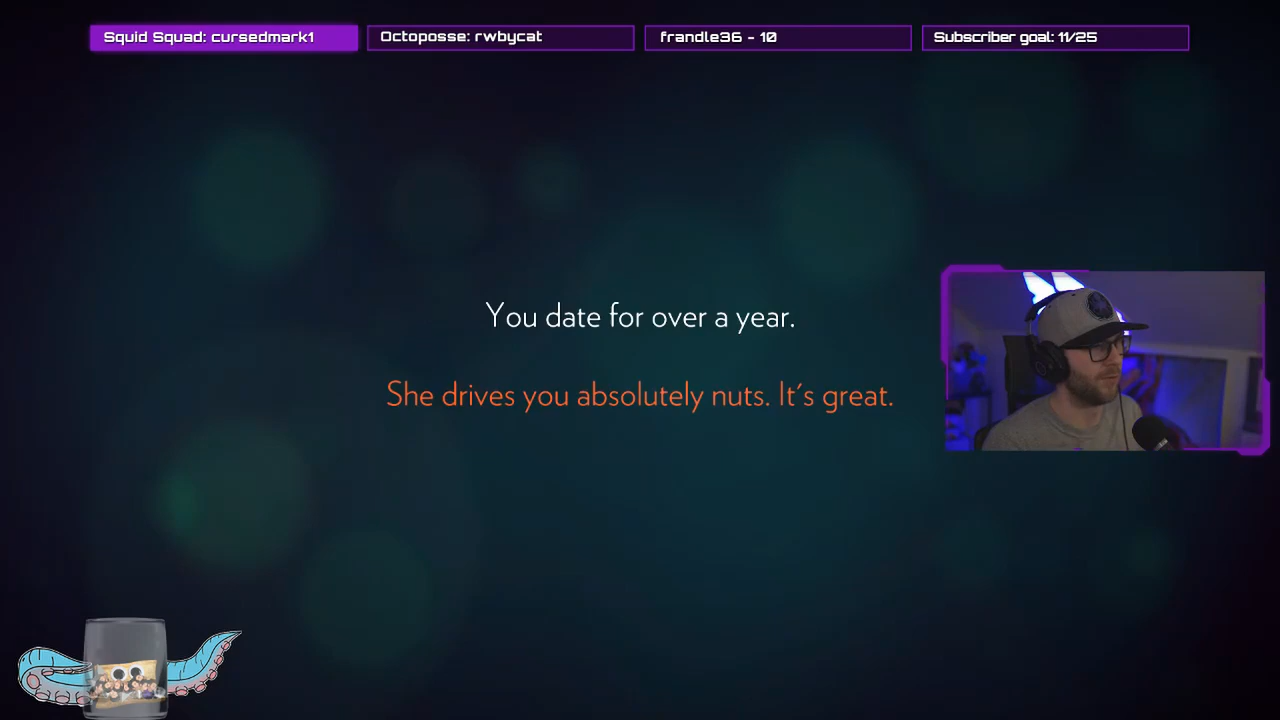 Squid Squad: cursedmark1
Octoposse: rwbycat
frandle36 - 10
Subscriber goal: 11/25
You date for over a year.
She drives you absolutely nuts. It's great.